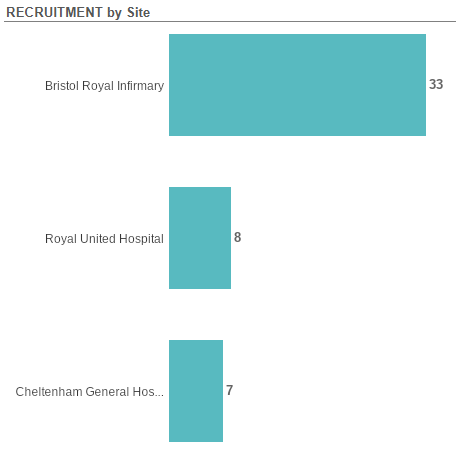 RECRUITMENT by Site
Bristol Royal Infirmary 33
Royal United Hospital 8
Cheltenham General Hos... 7